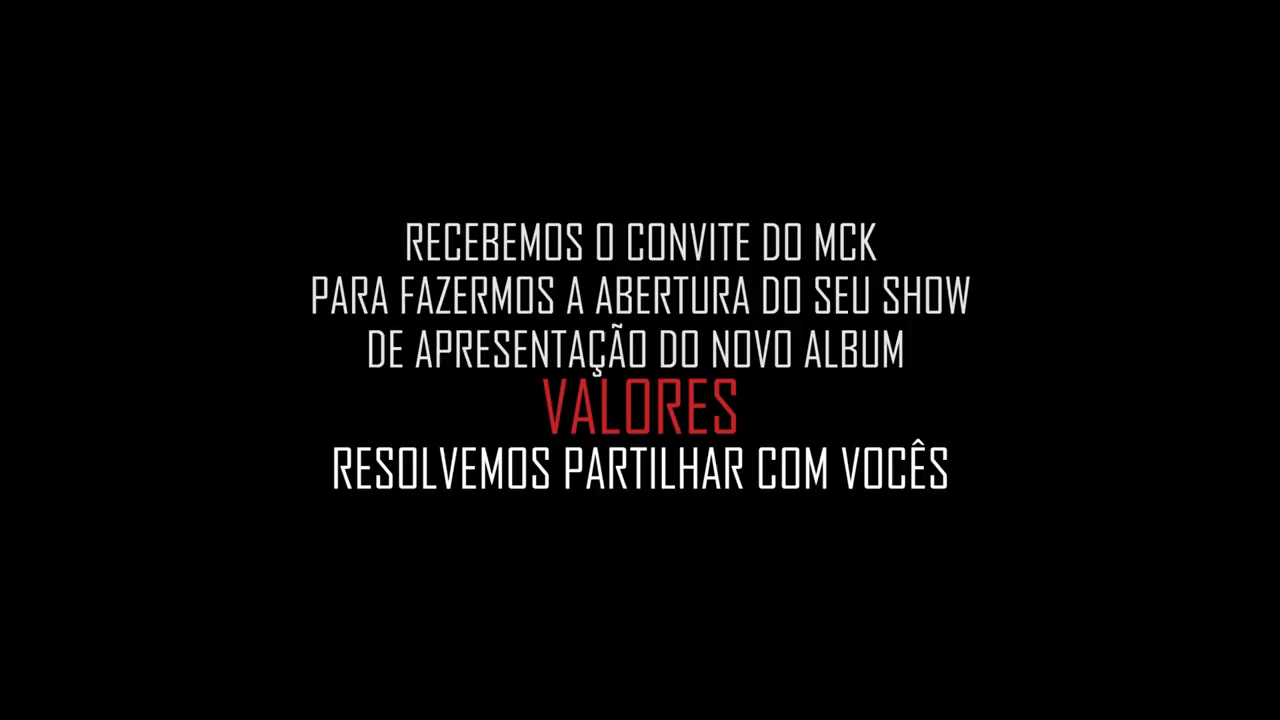 RECEBEMOS O CONVITE DO MCK
PARA FAZERMOS A ABERTURA DO SEU SHOW
DE APRESENTAÇÃO DO NOVO ALBUM
VALORES
RESOLVEMOS PARTILHAR COM VOCÊS